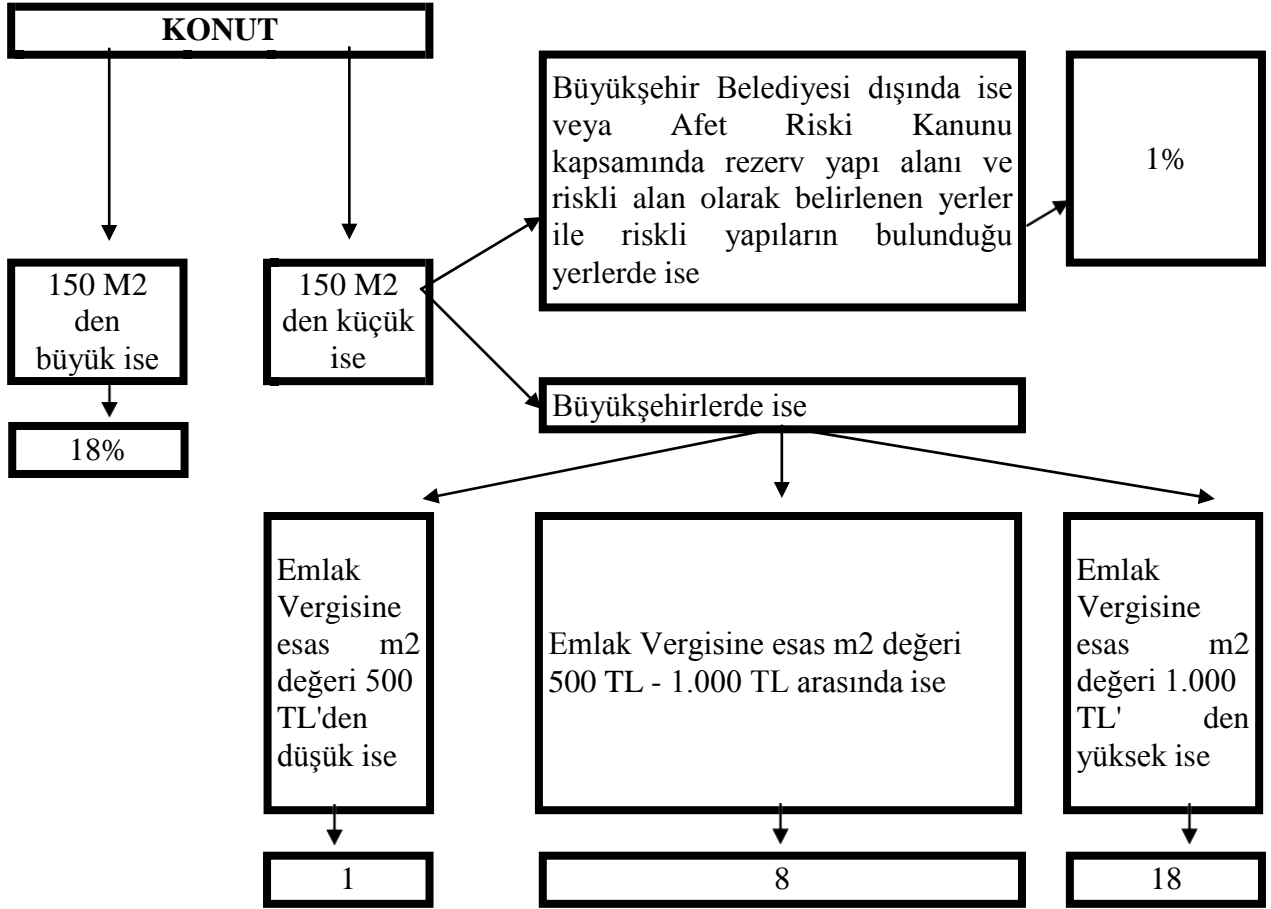 KONUT
Büyükşehir Belediyesi dışında ise
veya Afet Riski Kanunu
kapsamında rezerv yapı alanı ve
riskli alan olarak belirlenen yerler
ile riskli yapıların bulunduğu
yerlerde ise
1%
150 M2
den
büyük ise
150 M2
den küçük
ise
18%
Büyükşehirlerde ise
Emlak
Vergisine
esas m2
değeri 500
TL'den
düşük ise
Emlak Vergisine esas m2 değeri
500 TL - 1.000 TL arasında ise
Emlak
Vergisine
esas m2
değeri 1.000
TL' den
yüksek ise
1
8
18